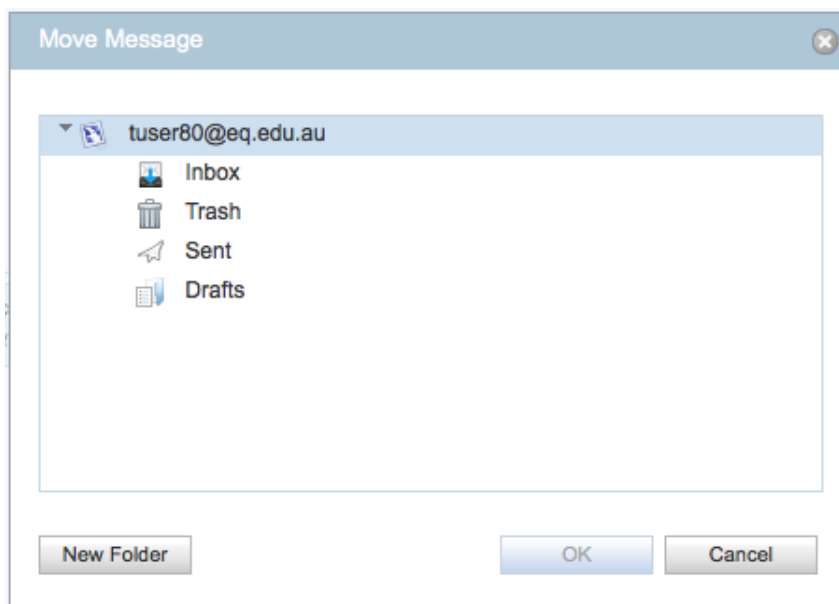 Move Message
tuser80@eq.edu.au
Inbox
Trash
Sent
Drafts
New Folder
OK
Cancel